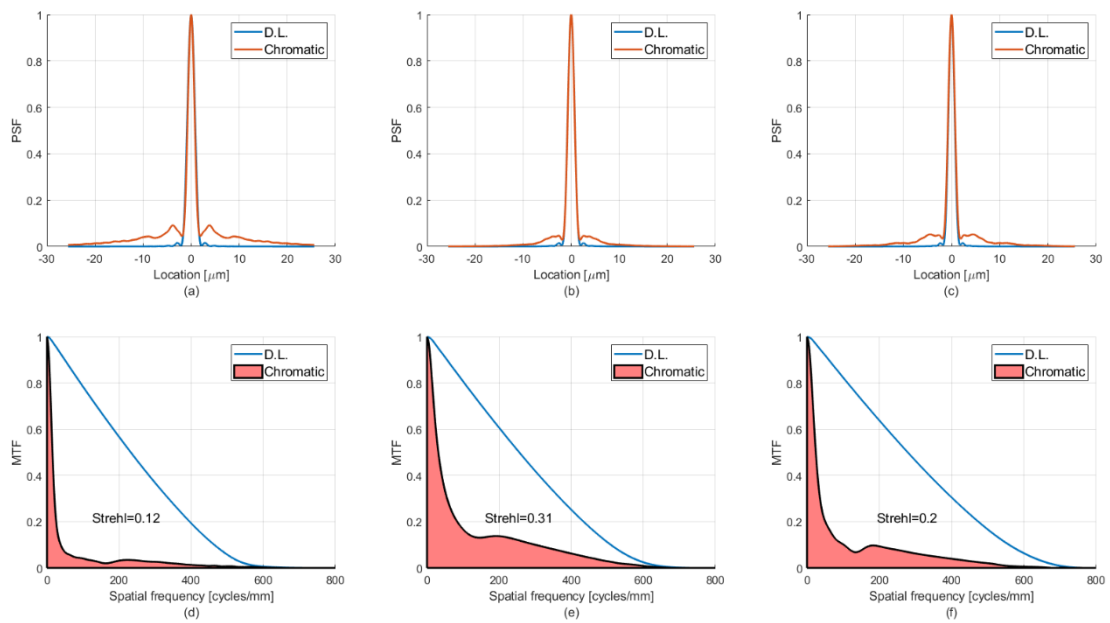 1
0.8
0.6
0.4
0.2
0
PSF
D.L.
Chromatic
-30 -20 -10 0 10 20 30
Location [μm]
(a)
1
0.8
0.6
0.4
0.2
0
PSF
D.L.
Chromatic
-30 -20 -10 0 10 20 30
Location [μm]
(b)
1
0.8
0.6
0.4
0.2
0
PSF
D.L.
Chromatic
-30 -20 -10 0 10 20 30
Location [μm]
(c)
1
0.8
0.6
0.4
0.2
0
MTF
D.L.
Chromatic
Strehl=0.12
0 200 400 600 800
Spatial frequency [cycles/mm]
(d)
1
0.8
0.6
0.4
0.2
0
MTF
D.L.
Chromatic
Strehl=0.31
0 200 400 600 800
Spatial frequency [cycles/mm]
(e)
1
0.8
0.6
0.4
0.2
0
MTF
D.L.
Chromatic
Strehl=0.2
0 200 400 600 800
Spatial frequency [cycles/mm]
(f)